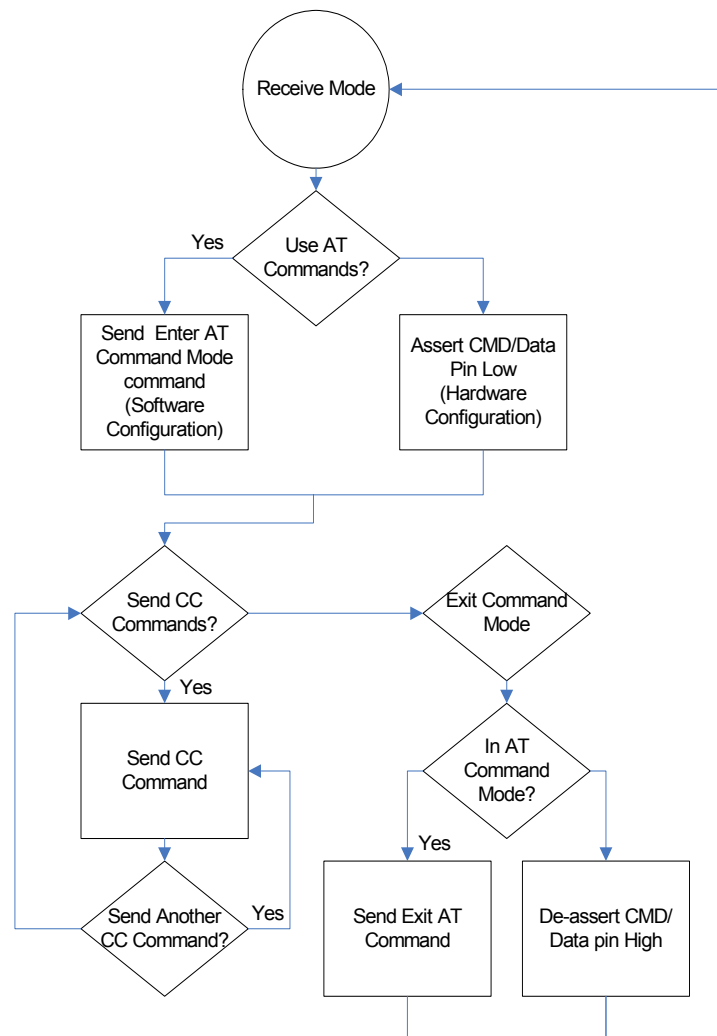 Receive Mode
Use AT
Commands?
Yes
Send  Enter AT
Command Mode
command
(Software
Configuration)
Assert CMD/Data
Pin Low
(Hardware
Configuration)
Send CC
Commands?
Exit Command
Mode
Yes
Send CC
Command
In AT
Command
Mode?
Yes
Send Another
CC Command?
Yes
Send Exit AT
Command
De-assert CMD/
Data pin High